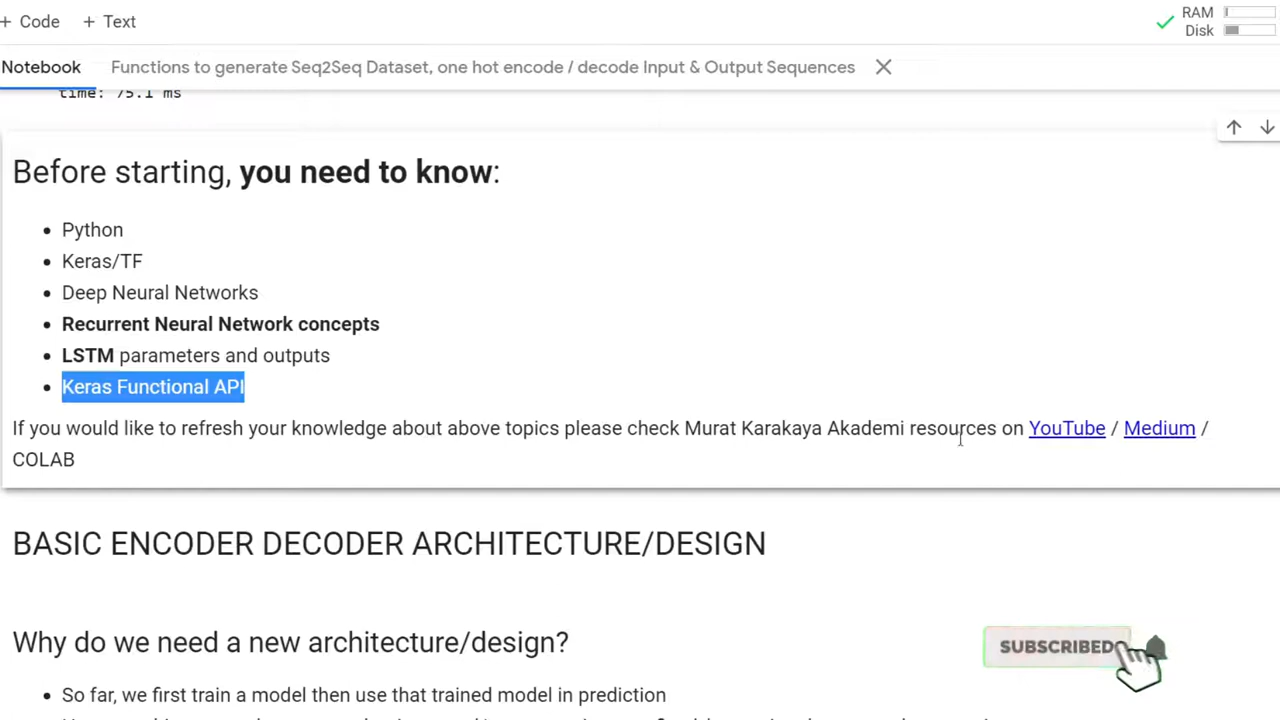 + Code + Text
RAM
Disk
Notebook Functions to generate Seq2Seq Dataset, one hot encode / decode Input & Output Sequences
time: 75.1 ms
Before starting, you need to know:
• Python
• Keras/TF
• Deep Neural Networks
• Recurrent Neural Network concepts
• LSTM parameters and outputs
• Keras Functional API
If you would like to refresh your knowledge about above topics please check Murat Karakaya Akademi resources on YouTube / Medium /
COLAB
BASIC ENCODER DECODER ARCHITECTURE/DESIGN
Why do we need a new architecture/design?
SUBSCRIBED
• So far, we first train a model then use that trained model in prediction